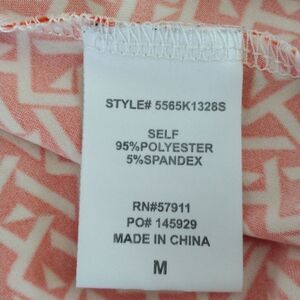 STYLE# 5565K1328S
SELF
95%POLYESTER
5%SPANDEX
RN#57911
PO# 145929
MADE IN CHINA
M